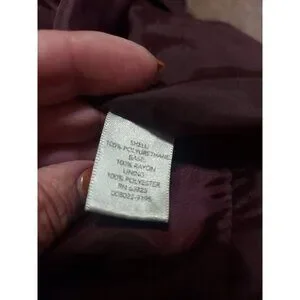 SHELL
100% POLYURETHANE
BASE
100% RAYON
LINING
100% POLYESTER
RN 63825